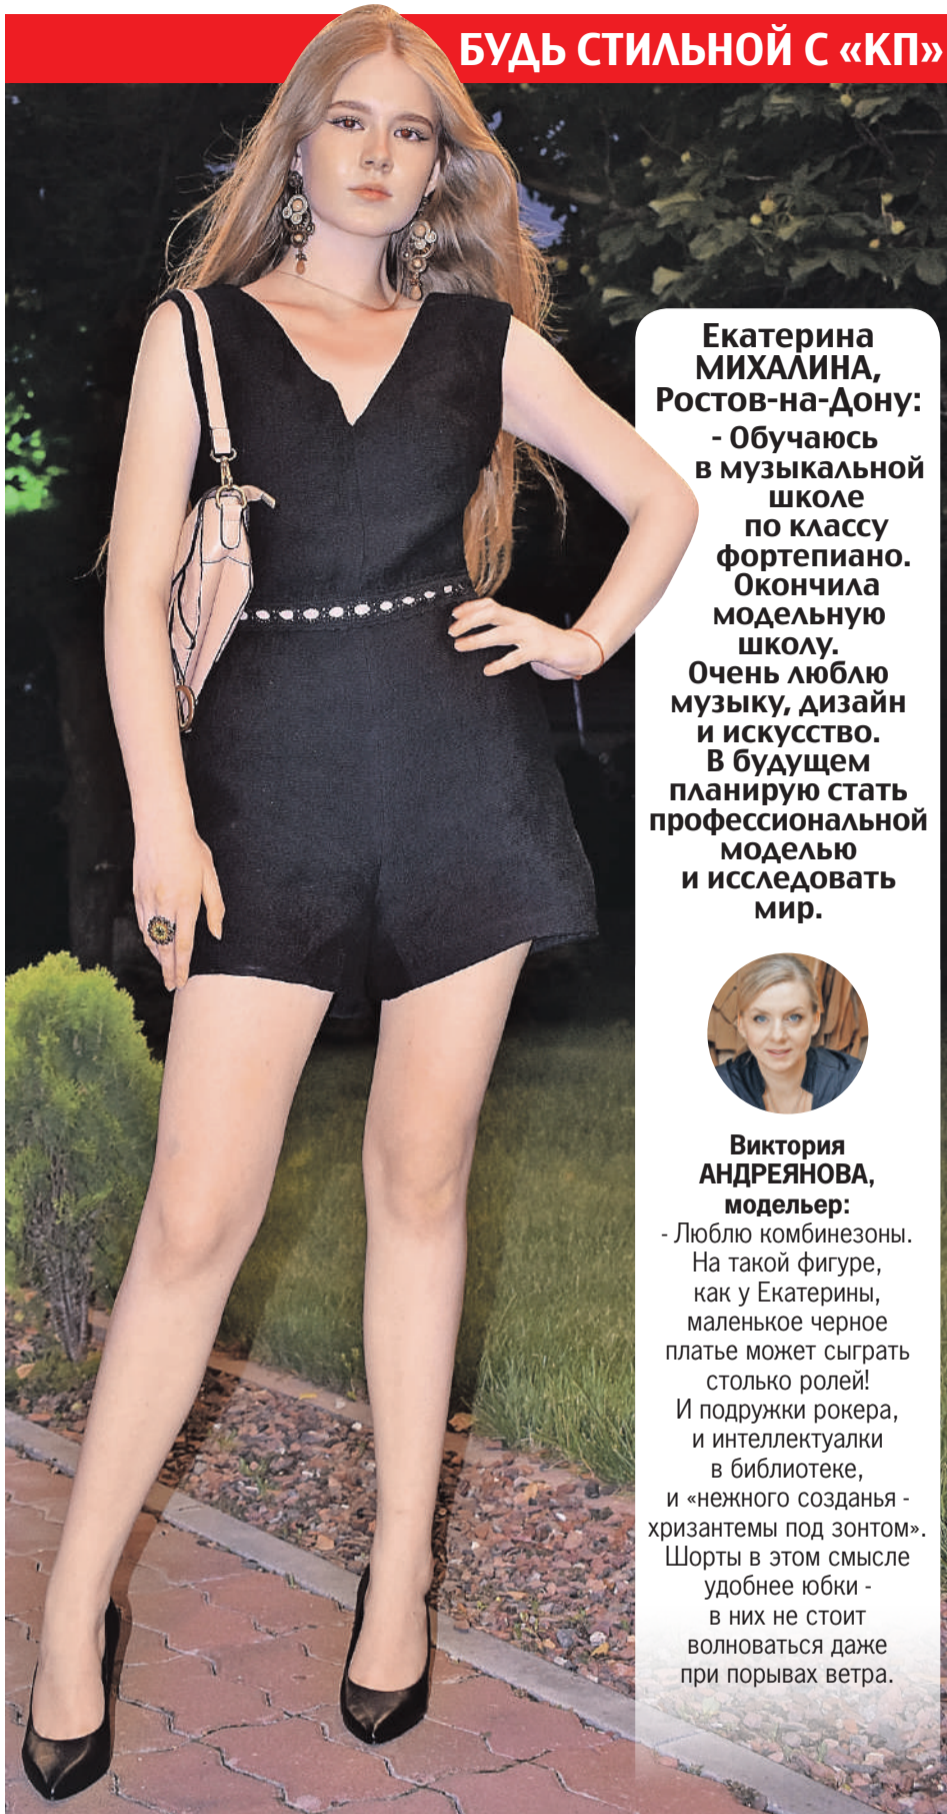 БУДЬ СТИЛЬНОЙ С «КП»
Екатерина
МИХАЛИНА,
Ростов-на-Дону:
- Обучаюсь
в музыкальной
школе
по классу
фортепиано.
Окончила
модельную
школу.
Очень люблю
музыку, дизайн
и искусство.
В будущем
планирую стать
профессиональной
моделью
и исследовать
мир.
Виктория
АНДРЕЯНОВА,
модельер:
- Люблю комбинезоны.
На такой фигуре,
как у Екатерины,
маленькое черное
платье может сыграть
столько ролей!
И подружки рокера,
и интеллектуалки
в библиотеке,
и «нежного созданья -
хризантемы под зонтом».
Шорты в этом смысле
удобнее юбки -
в них не стоит
волноваться даже
при порывах ветра.